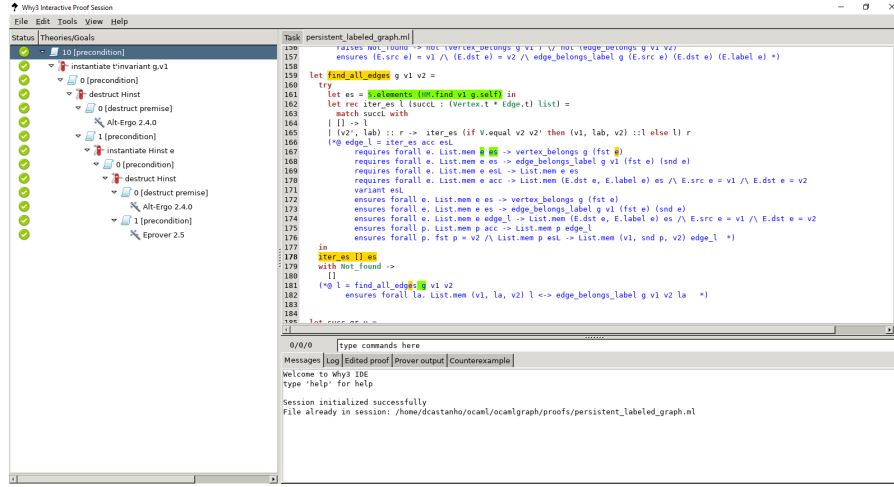 Why3 Interactive Proof Session
File Edit Tools View Help
Status Theories/Goals
10 [precondition]
instantiate t'invariant g,v1
0 [precondition]
destruct Hinst
0 [destruct premise]
Alt-Ergo 2.4.0
1 [precondition]
instantiate Hinst e
0 [precondition]
destruct Hinst
0 [destruct premise]
Alt-Ergo 2.4.0
1 [precondition]
Eprover 2.5
Task persistent_labeled_graph.ml
156 raises Not_found -> not (vertex_belongs g v1 ) \/ not (edge_belongs g v1 v2)
157 ensures (E.src e) = v1 /\ (E.dst e) = v2 /\ edge_belongs_label g (E.src e) (E.dst e) (E.label e) *)
158
159 let find_all_edges g v1 v2 =
160 try
161 let es = S.elements (HM.find v1 g.self) in
162 let rec iter_es l (succL : (Vertex.t * Edge.t) list) =
163 match succL with
164 | [] -> l
165 | (v2', lab) :: r -> iter_es (if V.equal v2 v2' then (v1, lab, v2) ::l else l) r
166 (*@ edge_l = iter_es acc esL
167 requires forall e. List.mem e es -> vertex_belongs g (fst e)
168 requires forall e. List.mem e es -> edge_belongs_label g v1 (fst e) (snd e)
169 requires forall e. List.mem e esL -> List.mem e es
170 requires forall e. List.mem e acc -> List.mem (E.dst e, E.label e) es /\ E.src e = v1 /\ E.dst e = v2
171 variant esL
172 ensures forall e. List.mem e es -> vertex_belongs g (fst e)
173 ensures forall e. List.mem e es -> edge_belongs_label g v1 (fst e) (snd e)
174 ensures forall e. List.mem e edge_l -> List.mem (E.dst e, E.label e) es /\ E.src e = v1 /\ E.dst e = v2
175 ensures forall p. List.mem p acc -> List.mem p edge_l
176 ensures forall p. fst p = v2 /\ List.mem p esL -> List.mem (v1, snd p, v2) edge_l *)
177 in
178 iter_es [] es
179 with Not_found ->
180 []
181 (*@ l = find_all_edges g v1 v2
182 ensures forall la. List.mem (v1, la, v2) l <-> edge_belongs_label g v1 v2 la *)
183
184
185
0/0/0 type commands here
Messages Log Edited proof Prover output Counterexample
Welcome to Why3 IDE
type 'help' for help
Session initialized successfully
File already in session: /home/dcastanho/ocaml/ocamlgraph/proofs/persistent_labeled_graph.ml